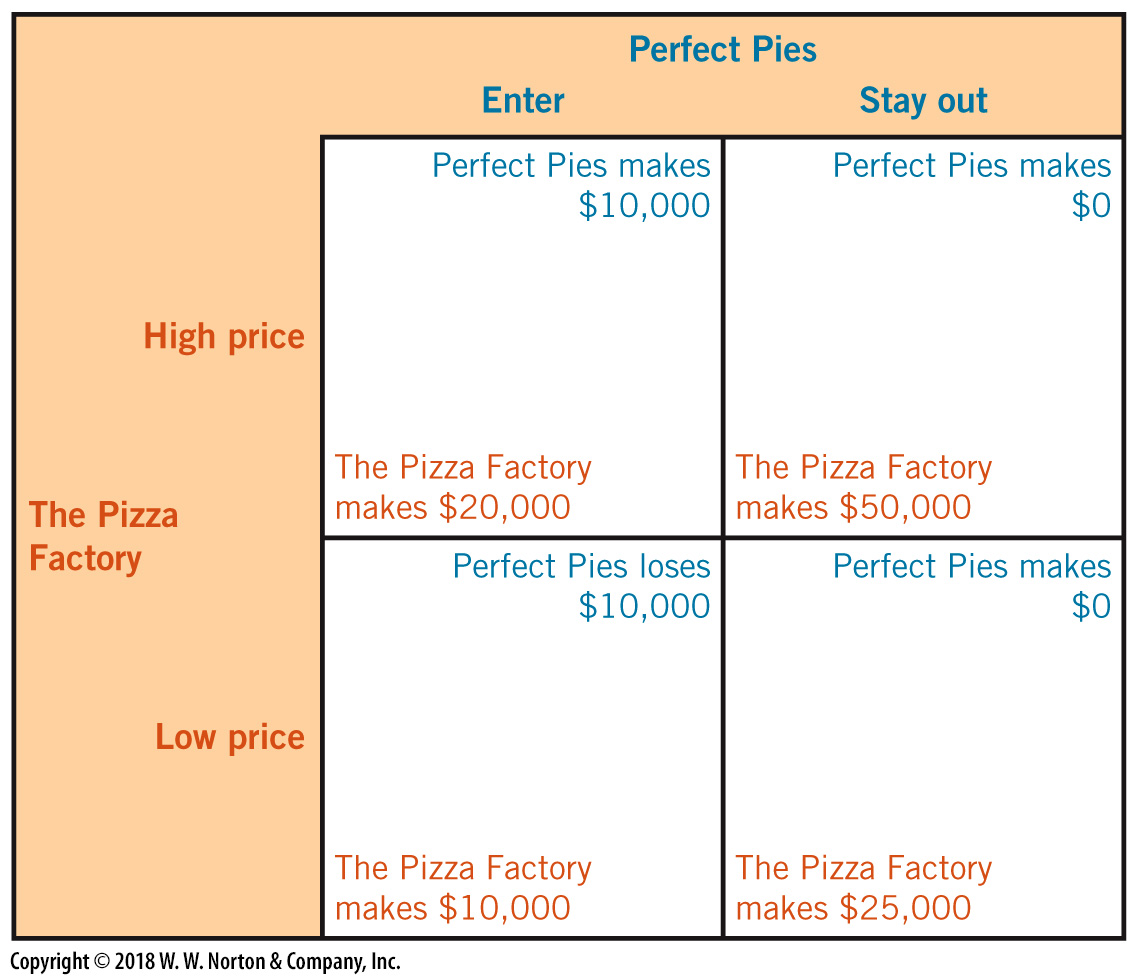 Perfect Pies
Enter
Stay out
Perfect Pies makes
$10,000
Perfect Pies makes
$0
High price
The Pizza Factory
makes $20,000
The Pizza Factory
makes $50,000
The Pizza
Factory
Perfect Pies loses
$10,000
Perfect Pies makes
$0
Low price
The Pizza Factory
makes $10,000
The Pizza Factory
makes $25,000
Copyright © 2018 W. W. Norton & Company, Inc.